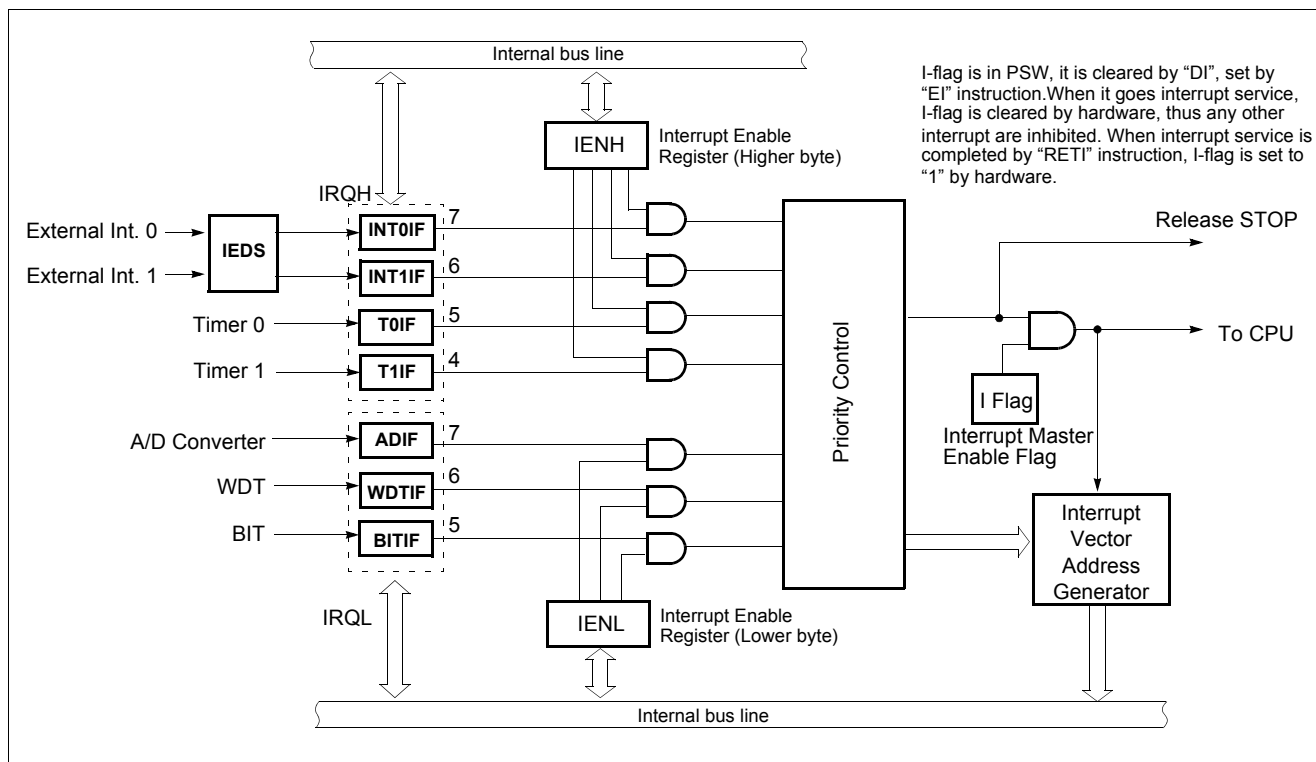 Internal bus line
I-flag is in PSW, it is cleared by “DI”, set by
“EI” instruction.When it goes interrupt service,
I-flag is cleared by hardware, thus any other
interrupt are inhibited. When interrupt service is
completed by “RETI” instruction, I-flag is set to
“1” by hardware.
IENH
Interrupt Enable
Register (Higher byte)
IRQH
External Int. 0
External Int. 1
IEDS
INT0IF
7
INT1IF
6
Timer 0
T0IF
5
Timer 1
T1IF
4
A/D Converter
ADIF
7
WDT
WDTIF
6
BIT
BITIF
5
IRQL
IENL
Interrupt Enable
Register (Lower byte)
Priority Control
Release STOP
To CPU
I Flag
Interrupt Master
Enable Flag
Interrupt
Vector
Address
Generator
Internal bus line